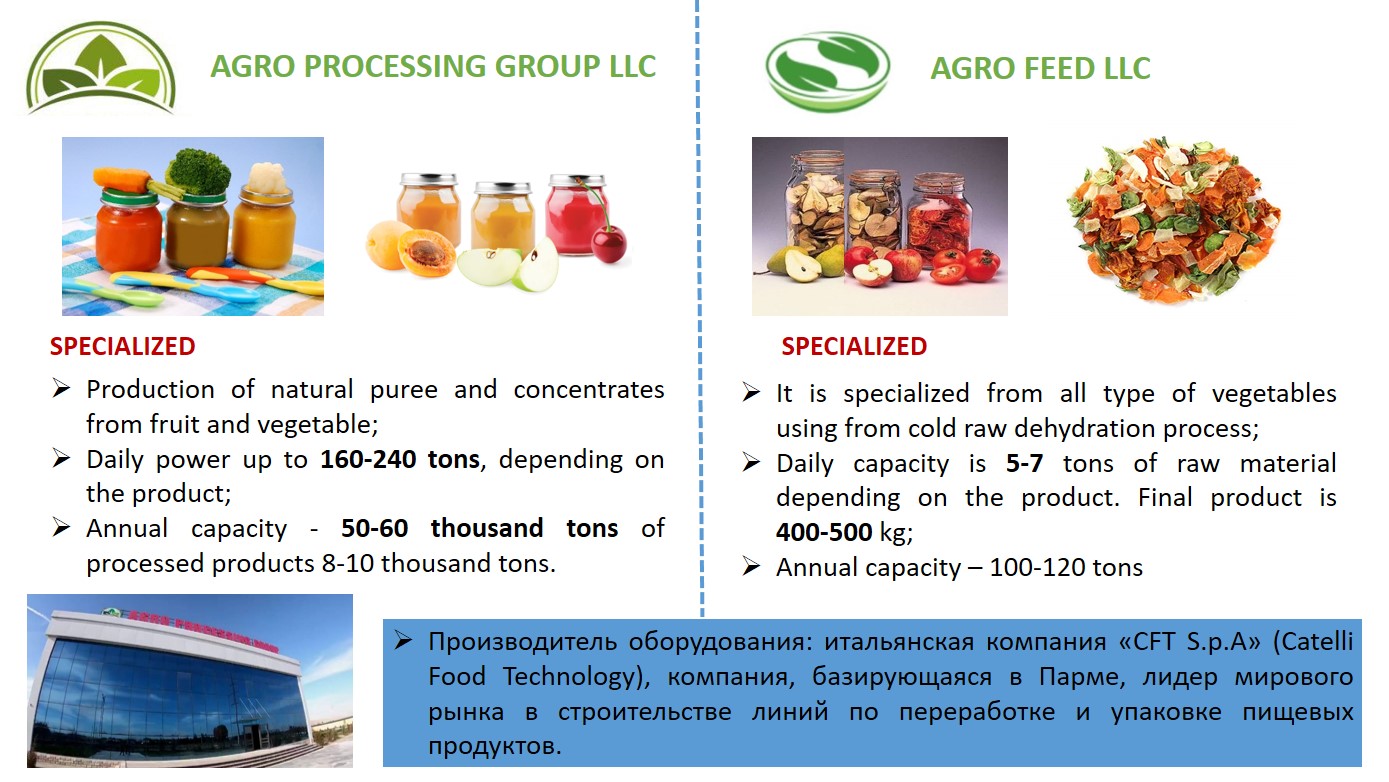 AGRO PROCESSING GROUP LLC
SPECIALIZED
➢ Production of natural puree and concentrates
from fruit and vegetable;
➢ Daily power up to 160-240 tons, depending on
the product;
➢ Annual capacity - 50-60 thousand tons of
processed products 8-10 thousand tons.
AGRO FEED LLC
SPECIALIZED
➢ It is specialized from all type of vegetables
using from cold raw dehydration process;
➢ Daily capacity is 5-7 tons of raw material
depending on the product. Final product is
400-500 kg;
➢ Annual capacity – 100-120 tons
➢ Производитель оборудования: итальянская компания «CFT S.p.A» (Catelli
Food Technology), компания, базирующаяся в Парме, лидер мирового
рынка в строительстве линий по переработке и упаковке пищевых
продуктов.